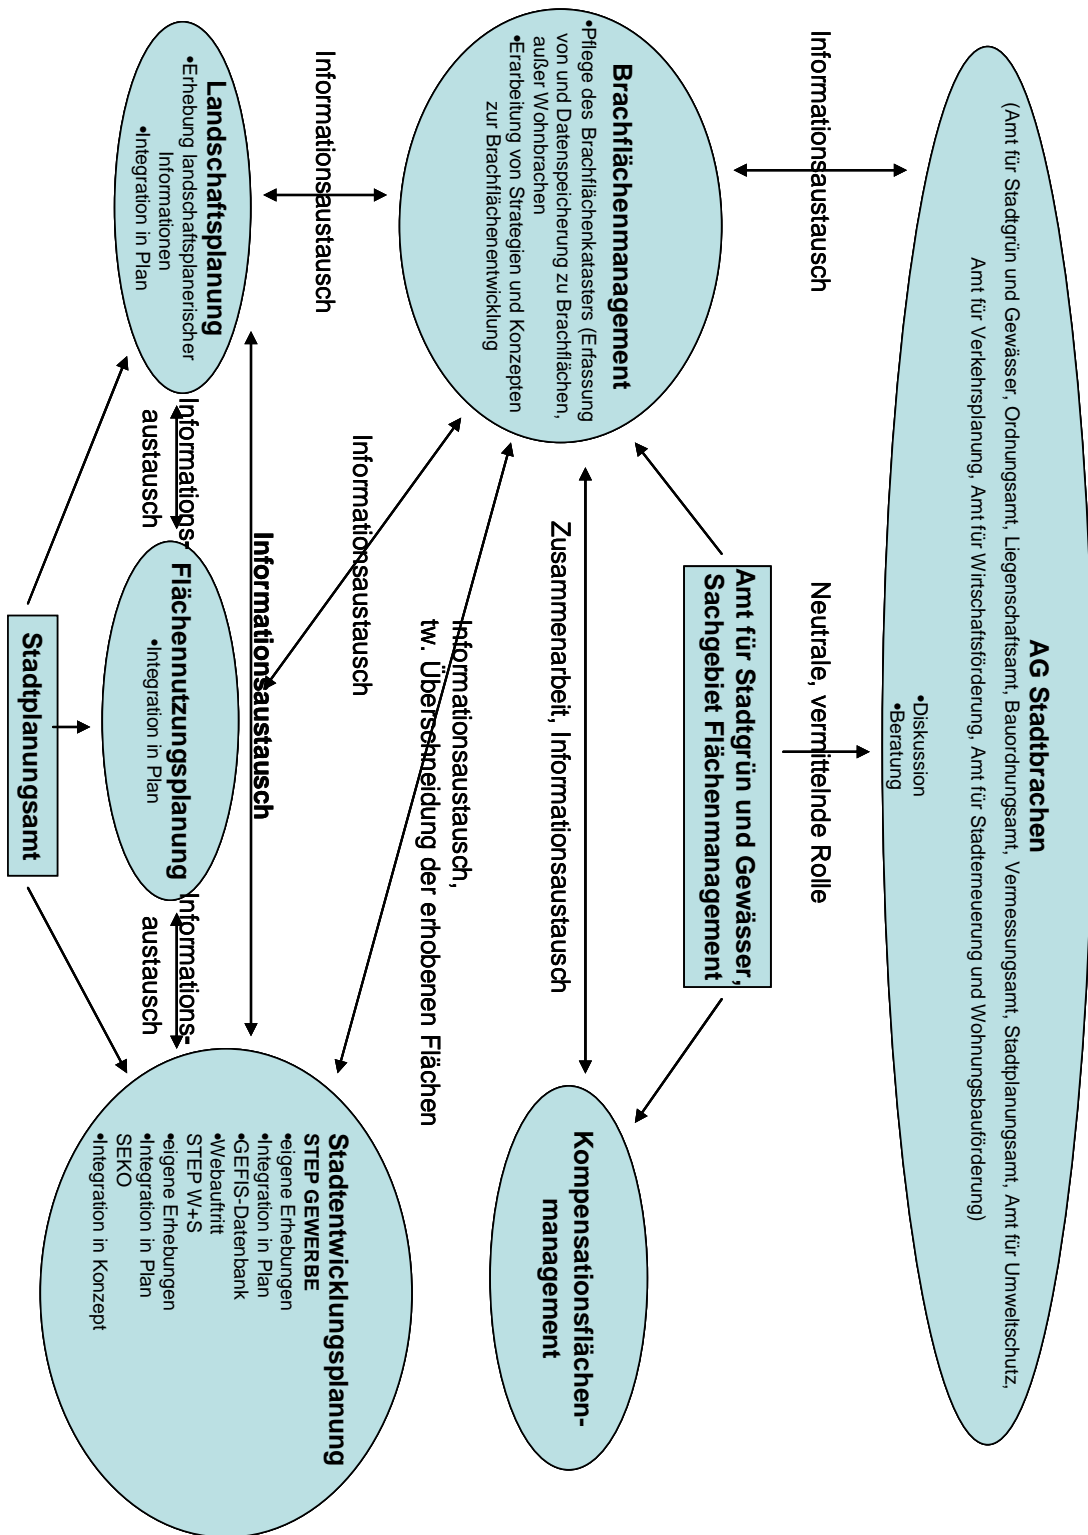 AG Stadtbrachen
(Amt für Stadtgrün und Gewässer, Ordnungsamt, Liegenschaftsamt, Bauordnungsamt, Vermessungsamt, Stadtplanungsamt, Amt für Umweltschutz,
Amt für Verkehrsplanung, Amt für Wirtschaftsförderung, Amt für Stadterneuerung und Wohnungsbauförderung)
•Diskussion
•Beratung
Informationsaustausch
Neutrale, vermittelnde Rolle
Amt für Stadtgrün und Gewässer,
Sachgebiet Flächenmanagement
Brachflächenmanagement
•Pflege des Brachflächenkatasters (Erfassung
von und Datenspeicherung zu Brachflächen,
außer Wohnbrachen
•Erarbeitung von Strategien und Konzepten
zur Brachflächenentwicklung
Zusammenarbeit, Informationsaustausch
Kompensationsflächen-
management
Informationsaustausch,
tw. Überschneidung der erhobenen Flächen
Informationsaustausch
Informationsaustausch
Informationsaustausch
Landschaftsplanung
•Erhebung landschaftsplanerischer
Informationen
•Integration in Plan
Informations-
austausch
Flächennutzungsplanung
•Integration in Plan
Informations-
austausch
Stadtentwicklungsplanung
STEP GEWERBE
•eigene Erhebungen
•Integration in Plan
•GEFIS-Datenbank
•Webauftritt
STEP W+S
•eigene Erhebungen
•Integration in Plan
SEKO
•Integration in Konzept
Stadtplanungsamt